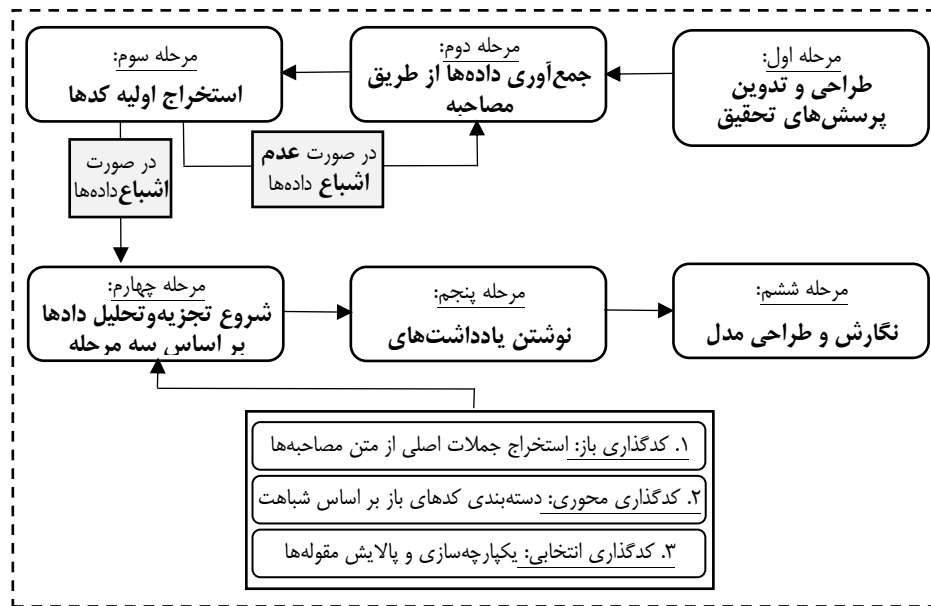 مرحله اول:
طراحی و تدوین
پرسش‌های تحقیق
مرحله دوم:
جمع‌آوری داده‌ها از طریق
مصاحبه
مرحله سوم:
استخراج اولیه کدها
در صورت عدم
اشباع داده‌ها
در صورت
اشباع داده‌ها
مرحله چهارم:
شروع تجزیه‌وتحلیل دادها
بر اساس سه مرحله
مرحله پنجم:
نوشتن یادداشت‌های
مرحله ششم:
نگارش و طراحی مدل
۱. کدگذاری باز: استخراج جملات اصلی از متن مصاحبه‌ها
۲. کدگذاری محوری: دسته‌بندی کدهای باز بر اساس شباهت
۳. کدگذاری انتخابی: یکپارچه‌سازی و پالایش مقوله‌ها